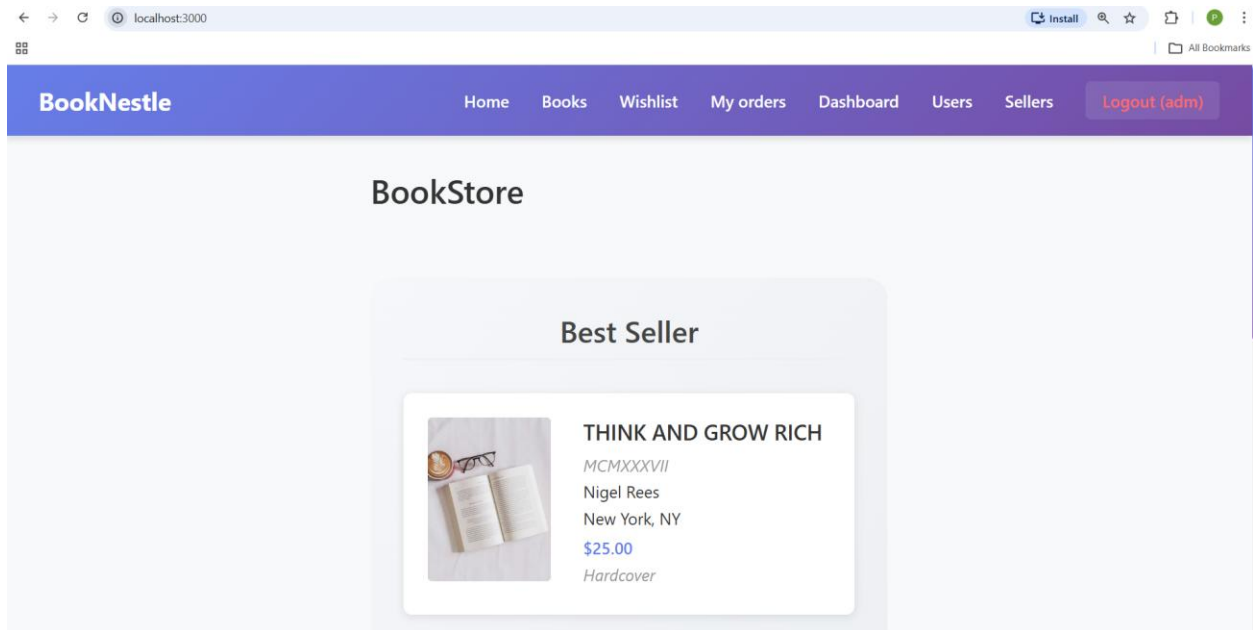 localhost:3000
Install
P
All Bookmarks
BookNestle
Home Books Wishlist My orders Dashboard Users Sellers Logout (adm)
BookStore
Best Seller
THINK AND GROW RICH
MCMXXXVII
Nigel Rees
New York, NY
$25.00
Hardcover